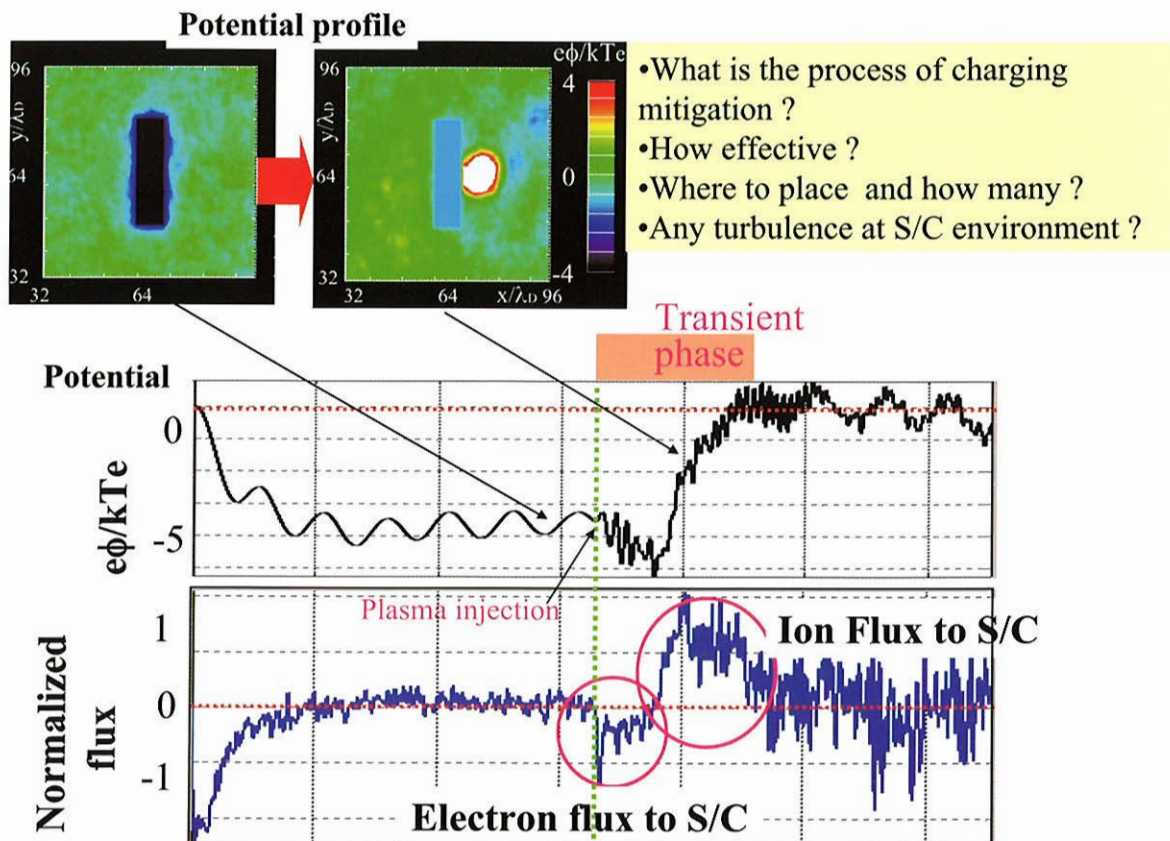 Potential profile
eϕ/kTe
96
y/λD
64
32
32
64
96
y/λD
64
32
32
64
x/λD 96
4
0
-4
•What is the process of charging
mitigation ?
•How effective ?
•Where to place and how many ?
•Any turbulence at S/C environment ?
Transient
phase
Potential
0
eϕ/kTe
-5
Plasma injection
1
Ion Flux to S/C
0
Normalized
flux
-1
Electron flux to S/C